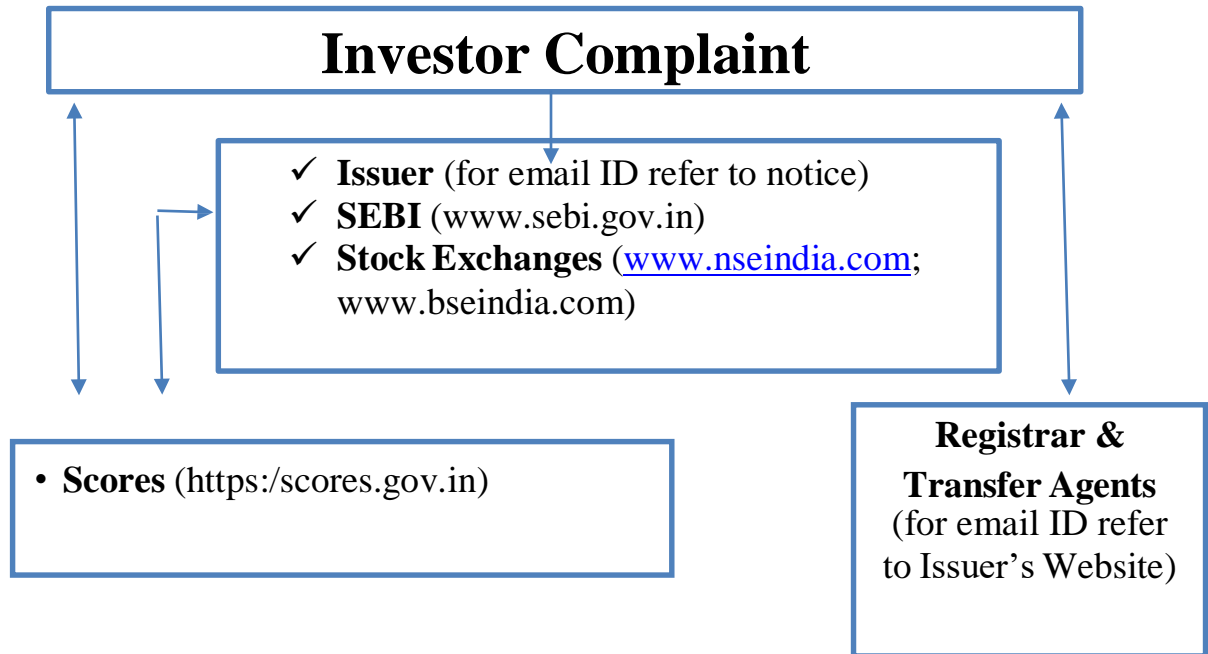 Investor Complaint
✓ Issuer (for email ID refer to notice)
✓ SEBI (www.sebi.gov.in)
✓ Stock Exchanges (www.nseindia.com;
www.bseindia.com)
• Scores (https:/scores.gov.in)
Registrar &
Transfer Agents
(for email ID refer
to Issuer’s Website)